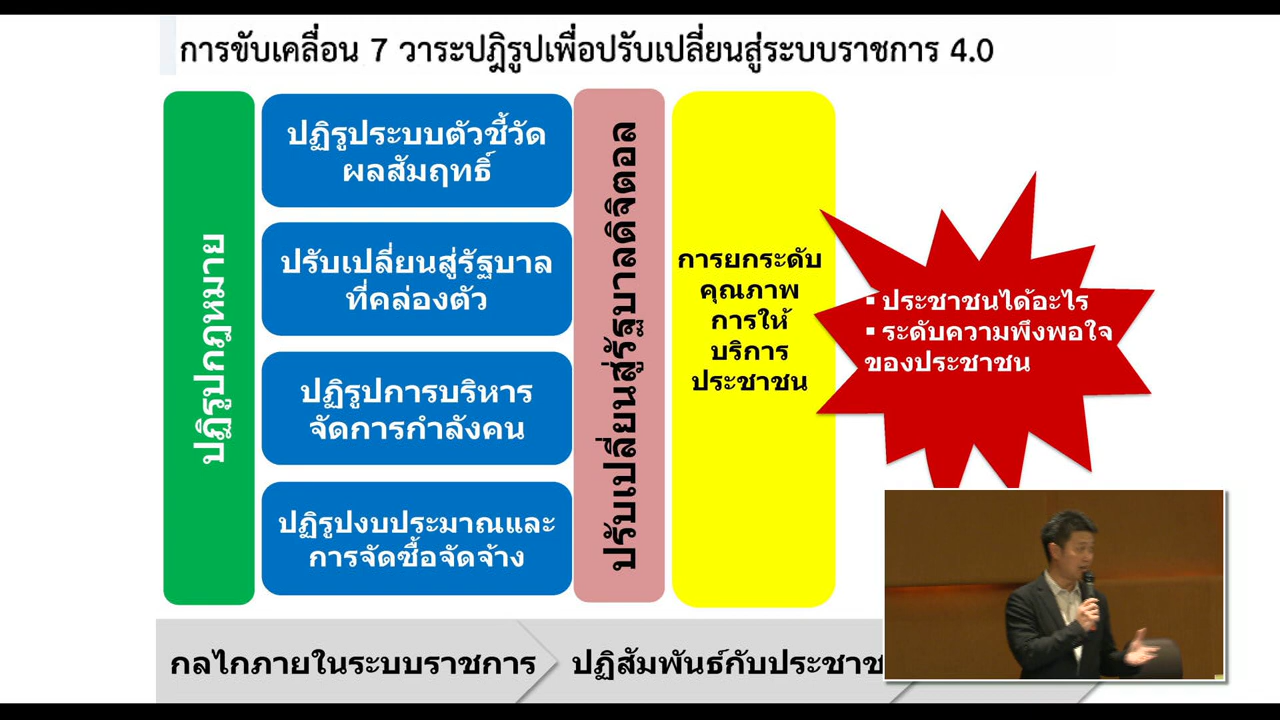 การขับเคลื่อน 7 วาระปฏิรูปเพื่อปรับเปลี่ยนสู่ระบบราชการ 4.0
ปฏิรูปกฎหมาย
ปฏิรูประบบตัวชี้วัด
ผลสัมฤทธิ์
ปรับเปลี่ยนสู่รัฐบาล
ที่คล่องตัว
ปฏิรูปการบริหาร
จัดการกำลังคน
ปฏิรูปงบประมาณและ
การจัดซื้อจัดจ้าง
ปรับเปลี่ยนสู่รัฐบาลดิจิตอล
การยกระดับ
คุณภาพ
การให้
บริการ
ประชาชน
▪ ประชาชนได้อะไร
▪ ระดับความพึงพอใจ
ของประชาชน
กลไกภายในระบบราชการ
ปฏิสัมพันธ์กับประชาช